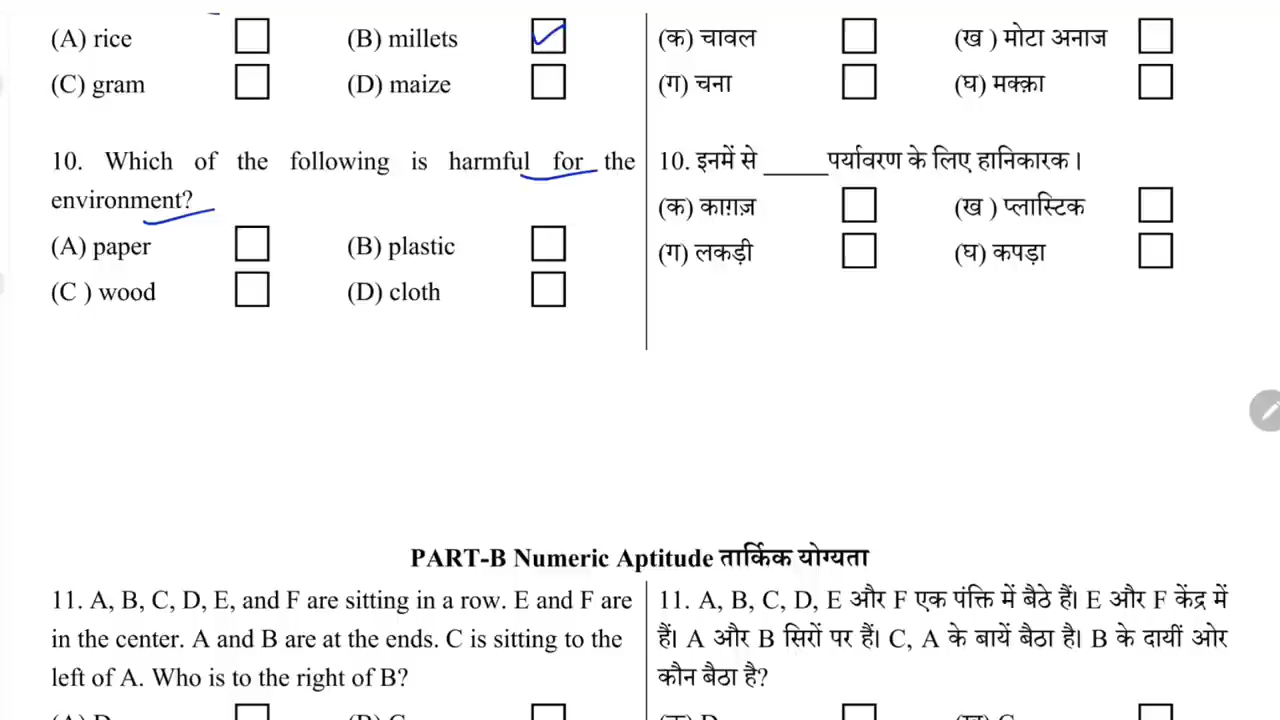 (A) rice (B) millets
(C) gram (D) maize
10. Which of the following is harmful for the
environment?
(A) paper (B) plastic
(C ) wood (D) cloth
(क) चावल (ख ) मोटा अनाज
(ग) चना (घ) मक्क़ा
10. इनमें से _____पर्यावरण के लिए हानिकारक।
(क) काग़ज़ (ख ) प्लास्टिक
(ग) लकड़ी (घ) कपड़ा
PART-B Numeric Aptitude तार्किक योग्यता
11. A, B, C, D, E, and F are sitting in a row. E and F are
in the center. A and B are at the ends. C is sitting to the
left of A. Who is to the right of B?
11. A, B, C, D, E और F एक पंक्ति में बैठे हैं। E और F केंद्र में
हैं। A और B सिरों पर हैं। C, A के बायें बैठा है। B के दायीं ओर
कौन बैठा है?